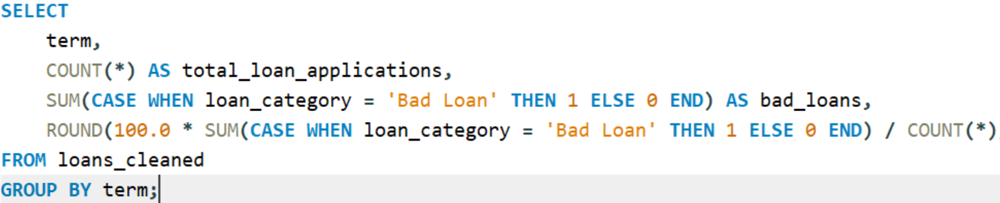 SELECT
    term,
    COUNT(*) AS total_loan_applications,
    SUM(CASE WHEN loan_category = 'Bad Loan' THEN 1 ELSE 0 END) AS bad_loans,
    ROUND(100.0 * SUM(CASE WHEN loan_category = 'Bad Loan' THEN 1 ELSE 0 END) / COUNT(*)
FROM loans_cleaned
GROUP BY term;